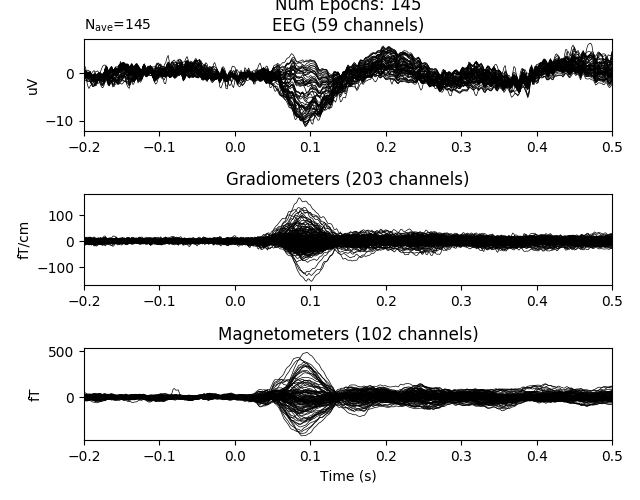 Num Epochs: 145
Nave=145
EEG (59 channels)
0
−10
uV
−0.2 −0.1 0.0 0.1 0.2 0.3 0.4 0.5
Gradiometers (203 channels)
100
0
−100
fT/cm
−0.2 −0.1 0.0 0.1 0.2 0.3 0.4 0.5
Magnetometers (102 channels)
500
0
fT
−0.2 −0.1 0.0 0.1 0.2 0.3 0.4 0.5
Time (s)